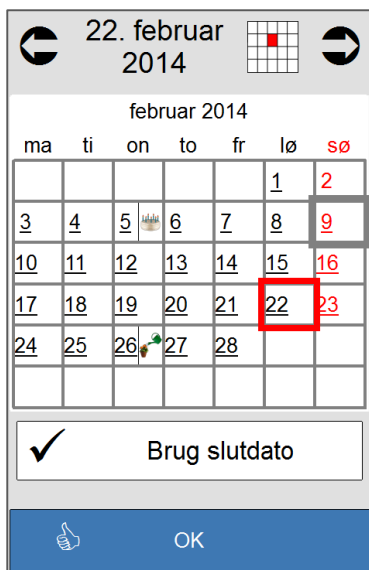 22. februar
2014
februar 2014
ma ti on to fr lø sø
1 2
3 4 5 6 7 8 9
10 11 12 13 14 15 16
17 18 19 20 21 22 23
24 25 26 27 28
Brug slutdato
OK